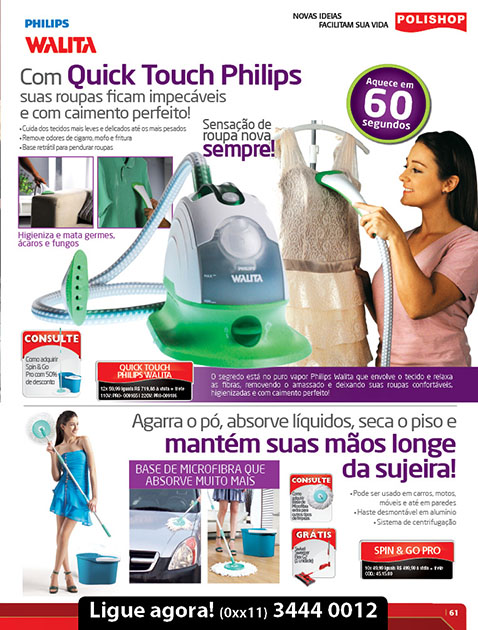 PHILIPS
WALITA
NOVAS IDEIAS
FACILITAM SUA VIDA
POLISHOP
Com Quick Touch Philips
suas roupas ficam impecáveis
e com caimento perfeito!
• Cuida dos tecidos mais leves e delicados até os mais pesados
• Remove odores de cigarro, mofo e fritura
• Base retrátil para pendurar roupas
Sensação de
roupa nova
sempre!
Aquece em
60
segundos
Higieniza e mata germes,
ácaros e fungos
PHILIPS
WALITA
CONSULTE
Como adquirir
Spin & Go
Pro com 50%
de desconto
QUICK TOUCH
PHILIPS WALITA
O segredo está no puro vapor Philips Walita que envolve o tecido e relaxa
as fibras, removendo o amassado e deixando suas roupas confortáveis,
higienizadas e com caimento perfeito!
Agarra o pó, absorve líquidos, seca o piso e
mantém suas mãos longe
da sujeira!
BASE DE MICROFIBRA QUE
ABSORVE MUITO MAIS
CONSULTE
Como
adquirir
GRÁTIS
• Pode ser usado em carros, motos,
móveis e até em paredes
• Haste desmontável em alumínio
• Sistema de centrifugação
SPIN & GO PRO
Ligue agora! (0xx11) 3444 0012
61